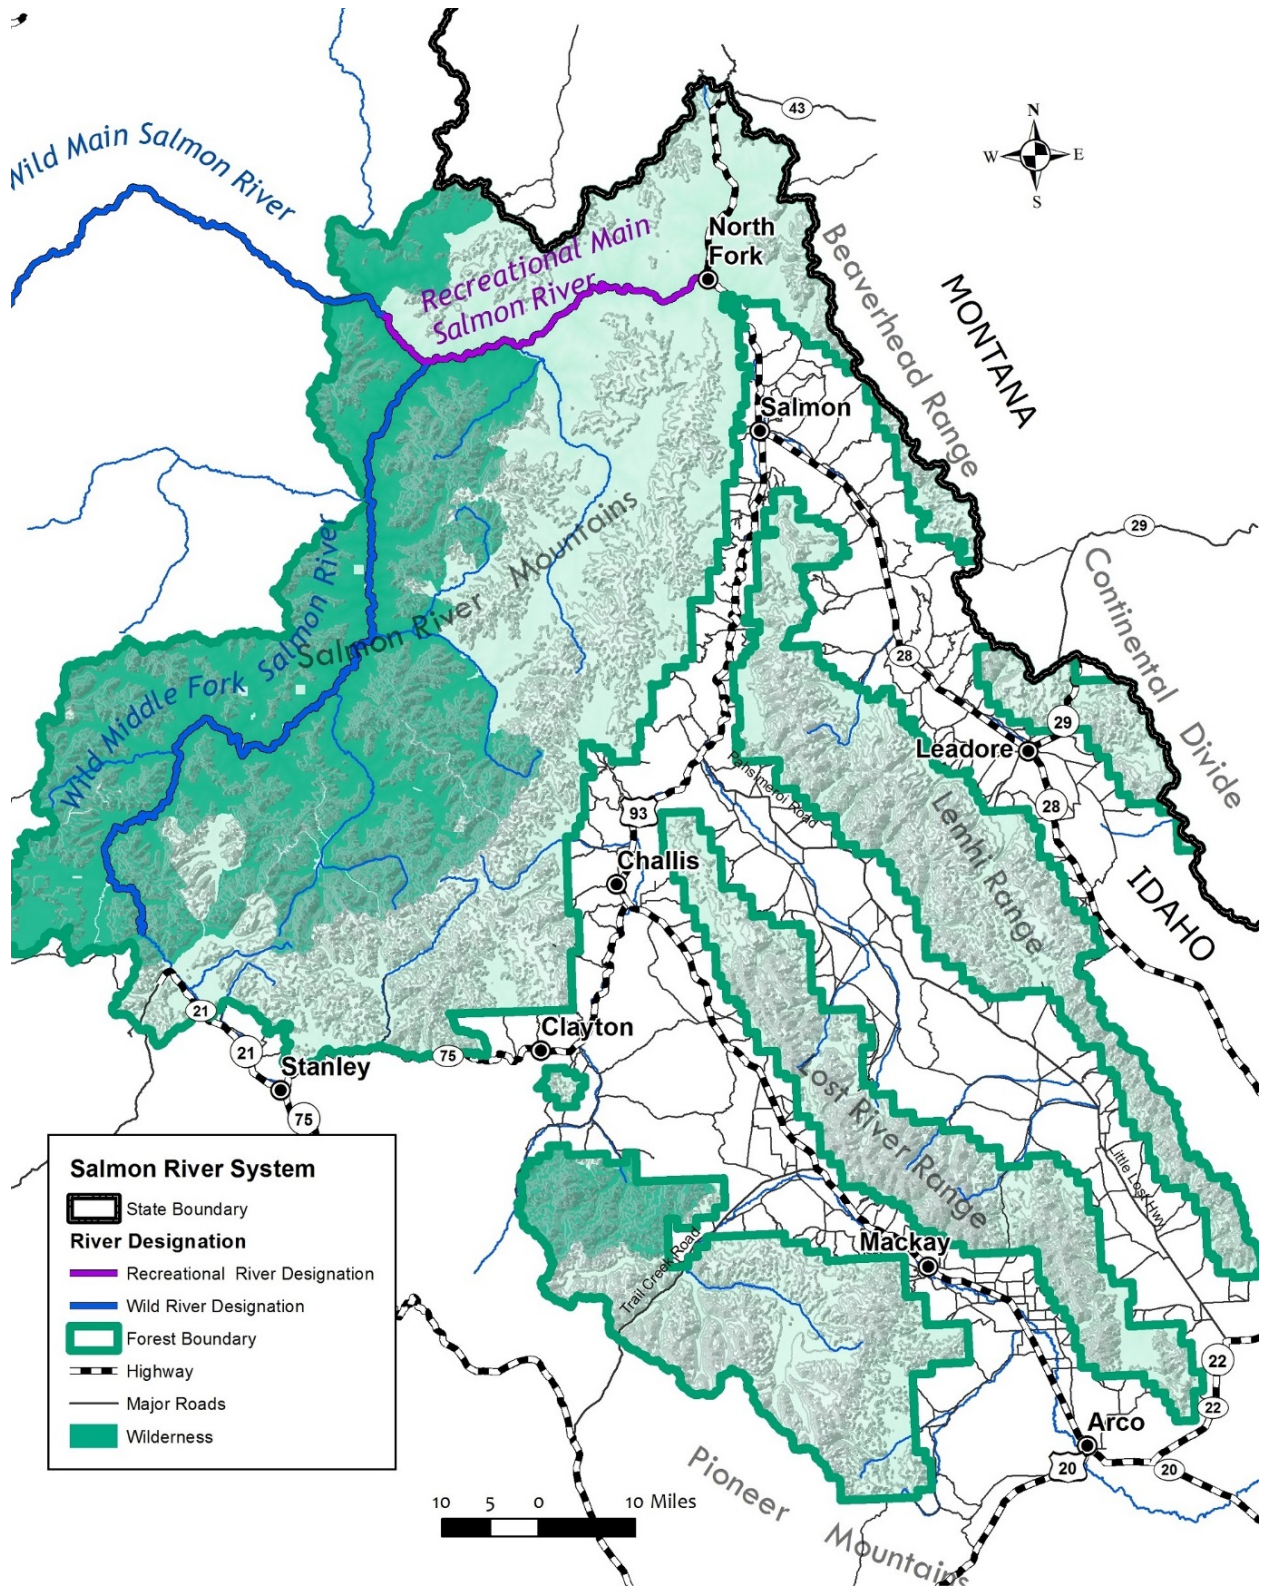 43
N
W E
S
Wild Main Salmon River
North
Fork
Recreational Main
Salmon River
Beaverhead Range
MONTANA
Salmon
29
Salmon River Mountains
Continental Divide
Wild Middle Fork Salmon River
28
29
Leadore
Pahsimeroi Road
28
93
Lemhi Range
Challis
IDAHO
21
Clayton
21
75
Stanley
75
Lost River Range
Little Lost Hwy
Trail Creek Road
Mackay
22
22
Arco
20
20
Pioneer Mountains
Salmon River System
State Boundary
River Designation
Recreational River Designation
Wild River Designation
Forest Boundary
Highway
Major Roads
Wilderness
10 5 0 10 Miles